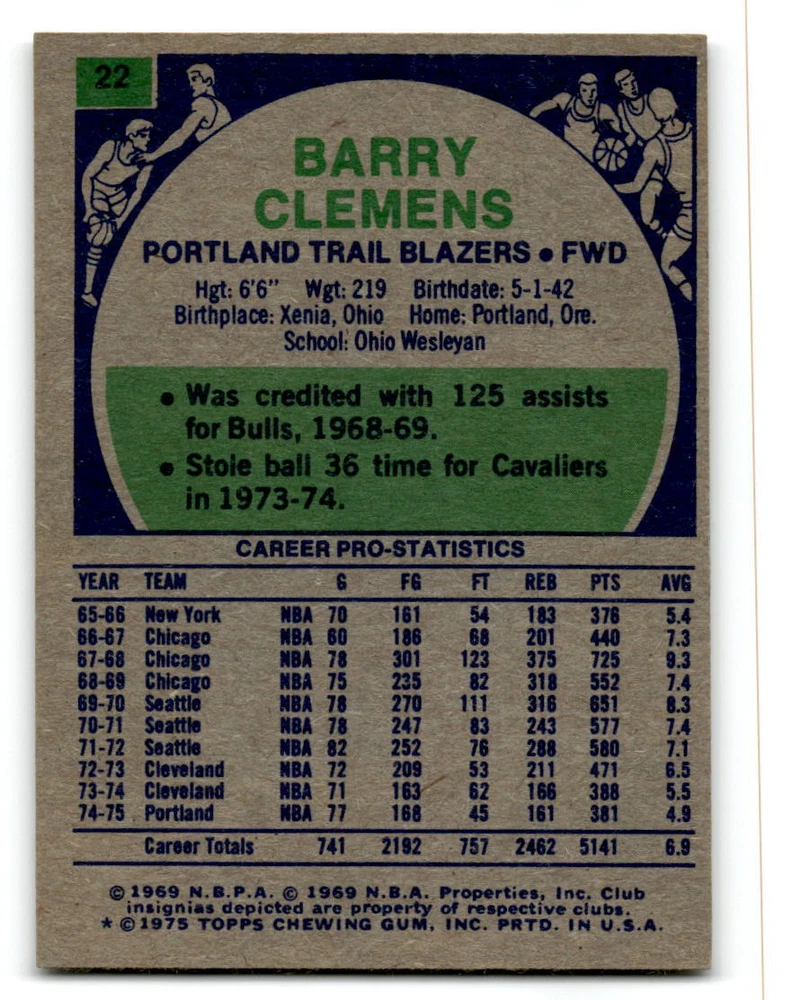 22
BARRY
CLEMENS
PORTLAND TRAIL BLAZERS • FWD
Hgt: 6'6" Wgt: 219 Birthdate: 5-1-42
Birthplace: Xenia, Ohio Home: Portland, Ore.
School: Ohio Wesleyan
• Was credited with 125 assists
for Bulls, 1968-69.
• Stole ball 36 time for Cavaliers
in 1973-74.
CAREER PRO-STATISTICS
YEAR TEAM G FG FT REB PTS AVG
65-66 New York NBA 70 161 54 183 376 5.4
66-67 Chicago NBA 60 186 68 201 440 7.3
67-68 Chicago NBA 78 301 123 375 725 9.3
68-69 Chicago NBA 75 235 82 318 552 7.4
69-70 Seattle NBA 78 270 111 316 651 8.3
70-71 Seattle NBA 78 247 83 243 577 7.4
71-72 Seattle NBA 82 252 76 288 580 7.1
72-73 Cleveland NBA 72 209 53 211 471 6.5
73-74 Cleveland NBA 71 163 62 166 388 5.5
74-75 Portland NBA 77 168 45 161 381 4.9
Career Totals 741 2192 757 2462 5141 6.9
© 1969 N.B.P.A. © 1969 N.B.A. Properties, Inc. Club
insignias depicted are property of respective clubs.
* © 1975 TOPPS CHEWING GUM, INC. PRTD. IN U.S.A.